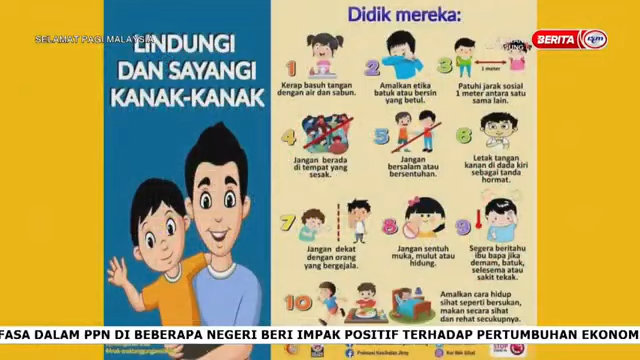 SELAMAT PAGI MALAYSIA
BERITA
LINDUNGI
DAN SAYANGI
KANAK-KANAK
Didik mereka:
1
Kerap basuh tangan
dengan air dan sabun.
2
Amalkan etika
batuk atau bersin
yang betul.
3
1 meter
Patuhi jarak sosial
1 meter antara satu
sama lain.
4
Jangan berada
di tempat yang
sesak.
5
Jangan
bersalam atau
bersentuhan.
6
Letak tangan
kanan di dada kiri
sebagai tanda
hormat.
7
Jangan dekat
dengan orang
yang bergejala.
8
Jangan sentuh
muka, mulut atau
hidung.
9
Segera beritahu
ibu bapa jika
demam, batuk,
selesema atau
sakit tekak.
10
Amalkan cara hidup
sihat seperti bersukan,
makan secara sihat
dan rehat secukupnya.
FASA DALAM PPN DI BEBERAPA NEGERI BERI IMPAK POSITIF TERHADAP PERTUMBUHAN EKONOM